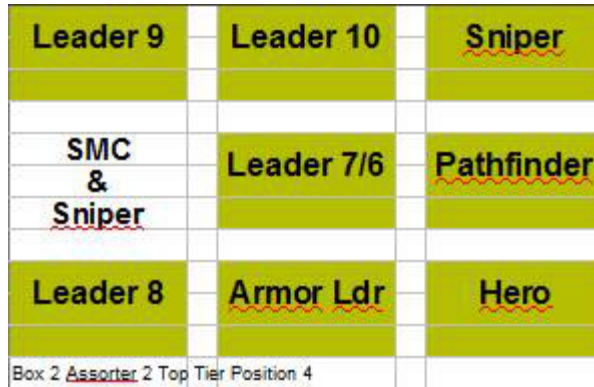 Leader 9 Leader 10 Sniper
SMC
&
Sniper
Leader 7/6 Pathfinder
Leader 8 Armor Ldr Hero
Box 2 Assorter 2 Top Tier Position 4